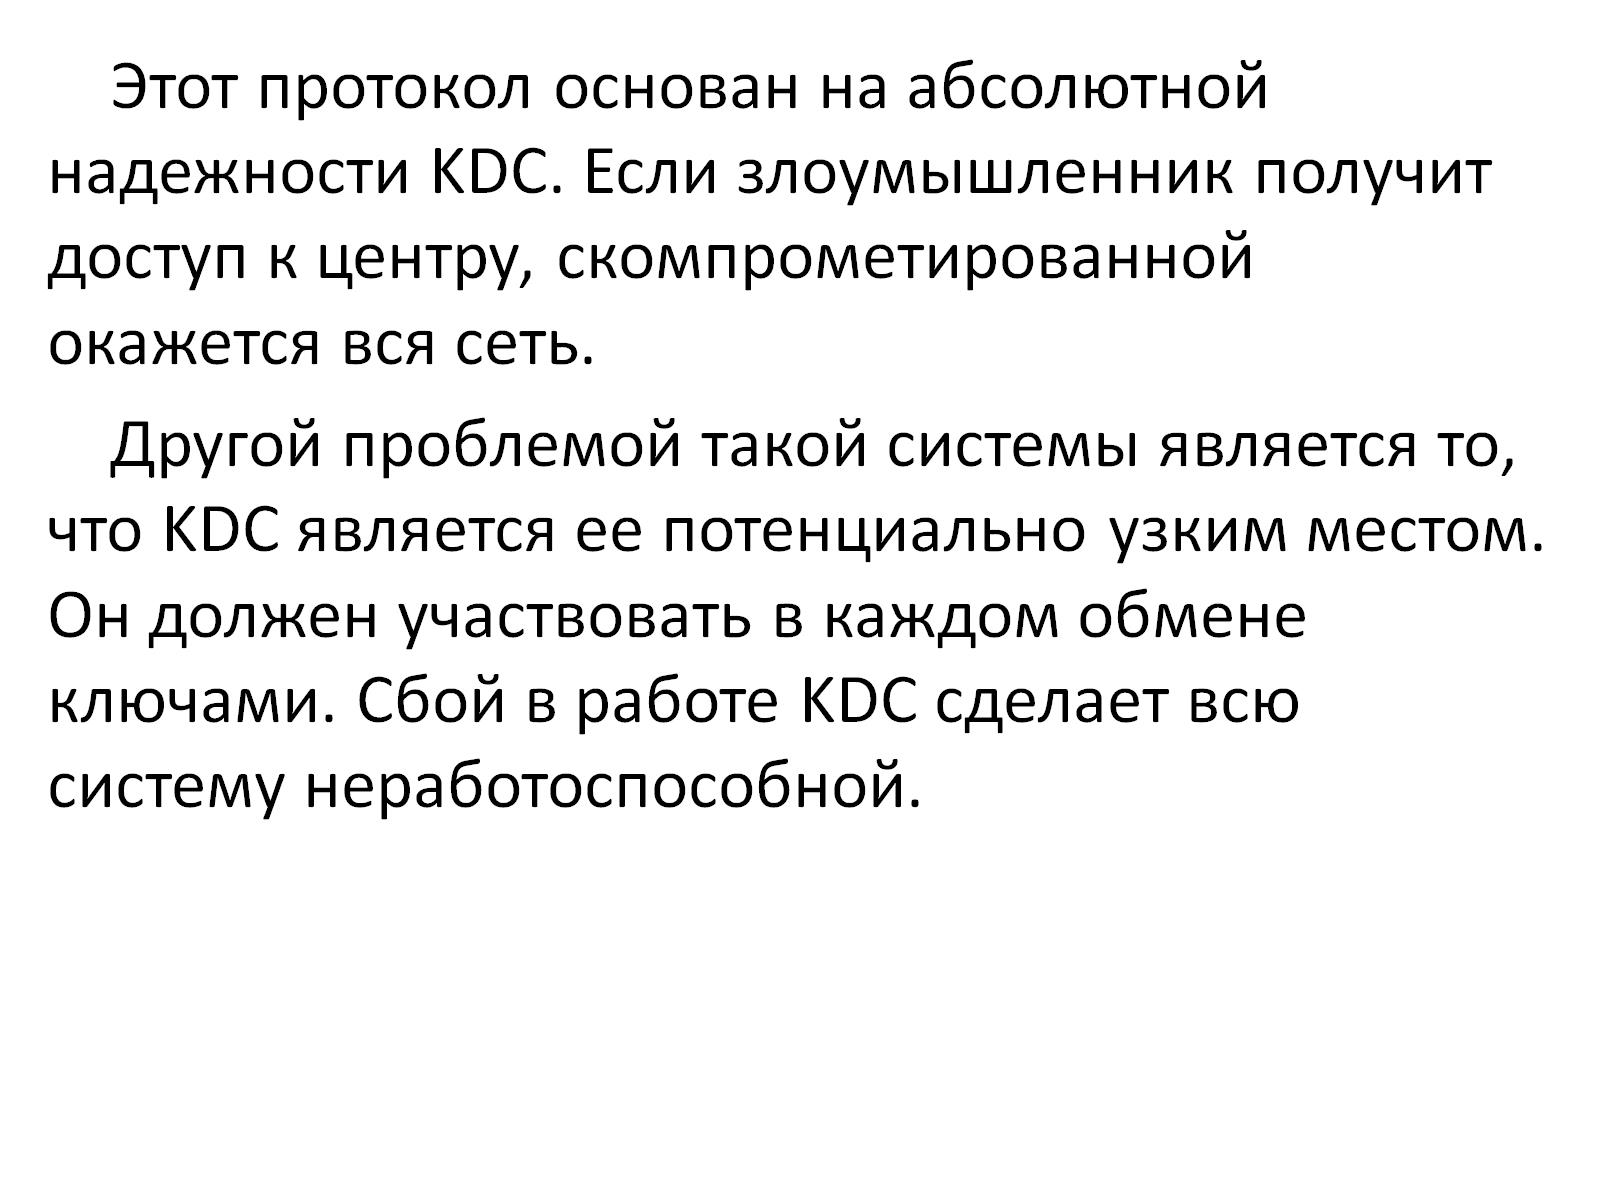 Этот протокол основан на абсолютной
надежности KDC. Если злоумышленник получит
доступ к центру, скомпрометированной
окажется вся сеть.
Другой проблемой такой системы является то,
что KDC является ее потенциально узким местом.
Он должен участвовать в каждом обмене
ключами. Сбой в работе KDC сделает всю
систему неработоспособной.